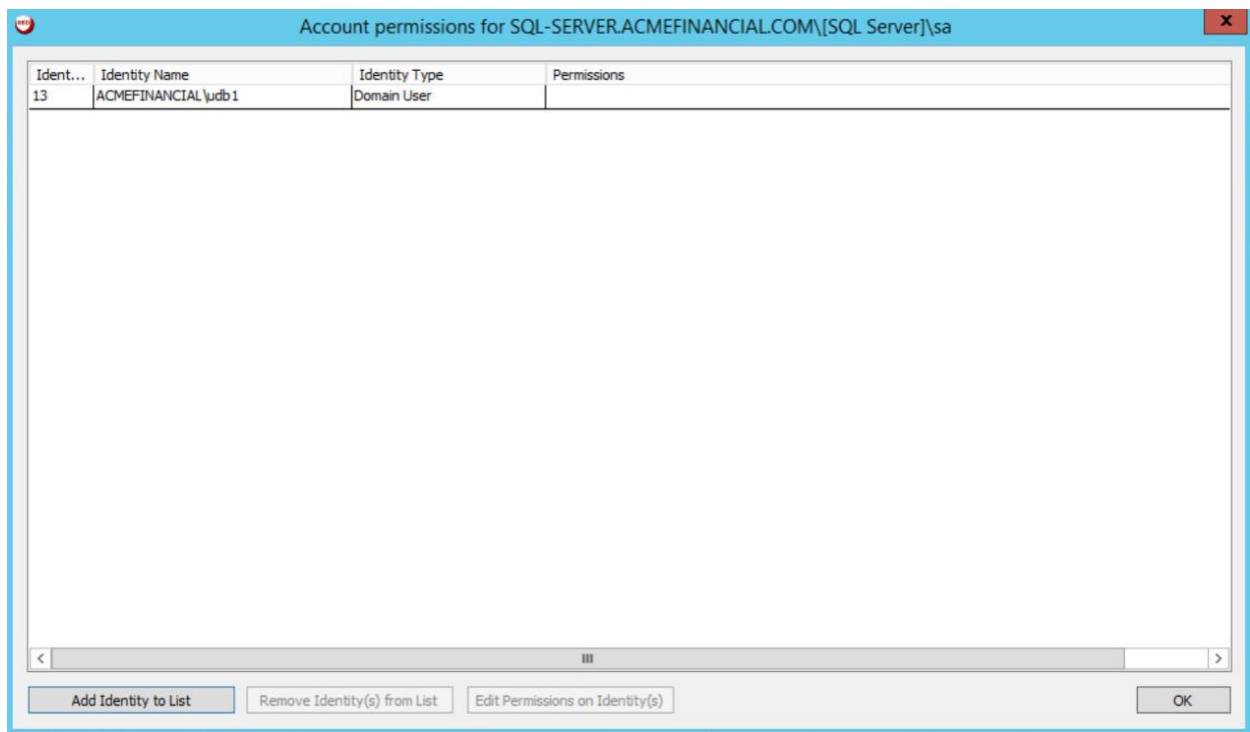 Account permissions for SQL-SERVER.ACMEFINANCIAL.COM\[SQL Server]\sa
x
Ident... Identity Name Identity Type Permissions
13 ACMEFINANCIAL\udb1 Domain User
Add Identity to List Remove Identity(s) from List Edit Permissions on Identity(s) OK